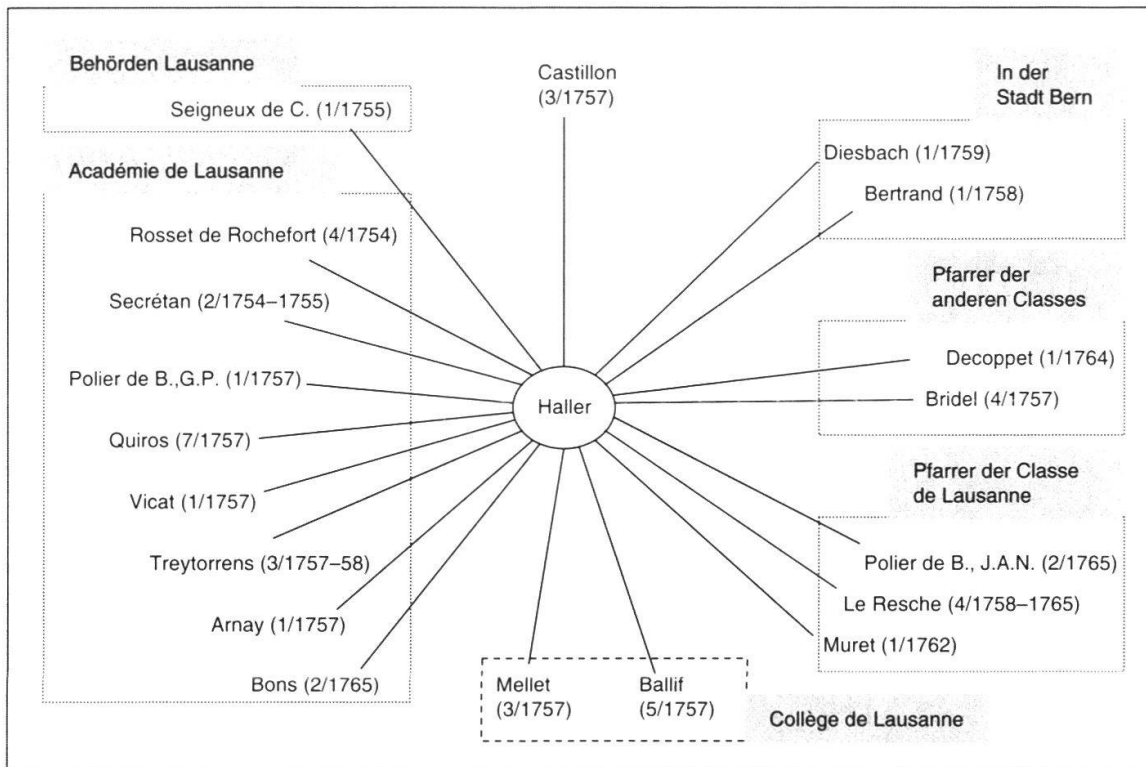 Behörden Lausanne
Seigneux de C. (1/1755)
Académie de Lausanne
Rosset de Rochefort (4/1754)
Secrétan (2/1754–1755)
Polier de B.,G.P. (1/1757)
Quiros (7/1757)
Vicat (1/1757)
Treytorrens (3/1757–58)
Arnay (1/1757)
Bons (2/1765)
Castillon
(3/1757)
Haller
Mellet
(3/1757)
Ballif
(5/1757)
Collège de Lausanne
In der
Stadt Bern
Diesbach (1/1759)
Bertrand (1/1758)
Pfarrer der
anderen Classes
Decoppet (1/1764)
Bridel (4/1757)
Pfarrer der Classe
de Lausanne
Polier de B., J.A.N. (2/1765)
Le Resche (4/1758–1765)
Muret (1/1762)